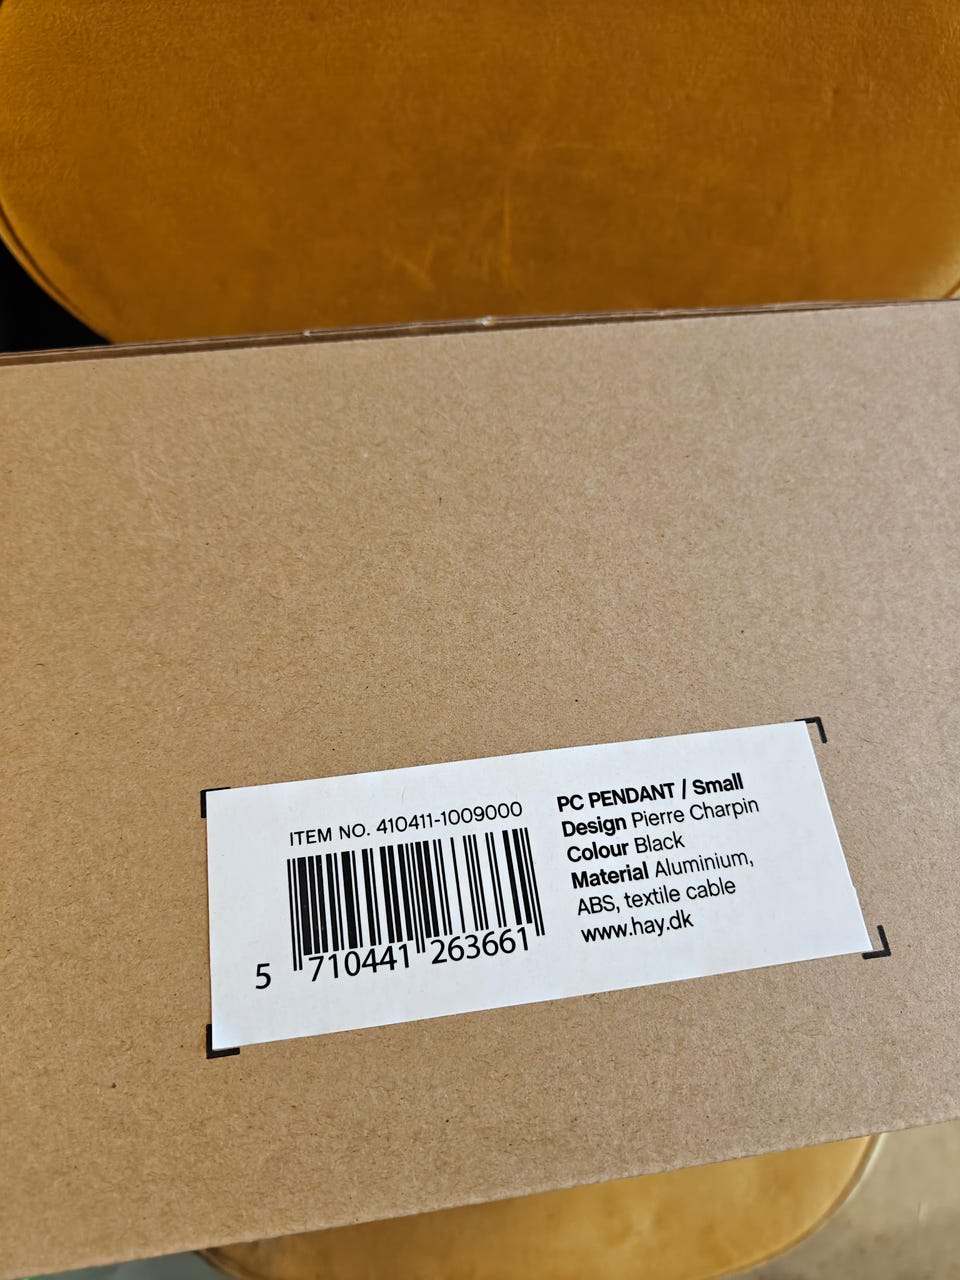 ITEM NO. 410411-1009000
5 710441 263661
PC PENDANT / Small
Design Pierre Charpin
Colour Black
Material Aluminium,
ABS, textile cable
www.hay.dk